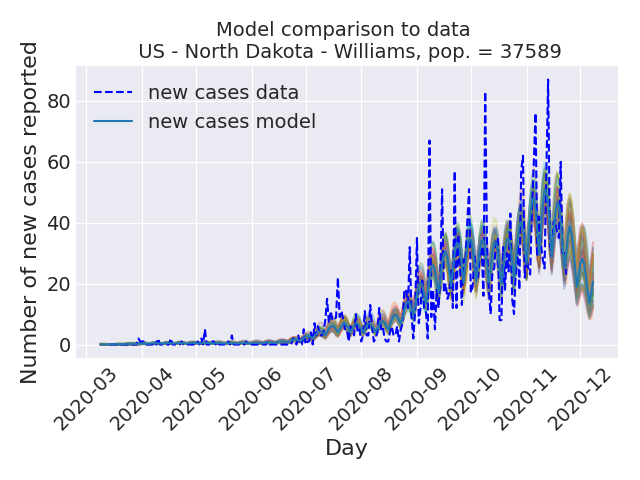 Model comparison to data
US - North Dakota - Williams, pop. = 37589
Number of new cases reported
80
60
40
20
0
new cases data
new cases model
2020-03
2020-04
2020-05
2020-06
2020-07
2020-08
2020-09
2020-10
2020-11
2020-12
Day